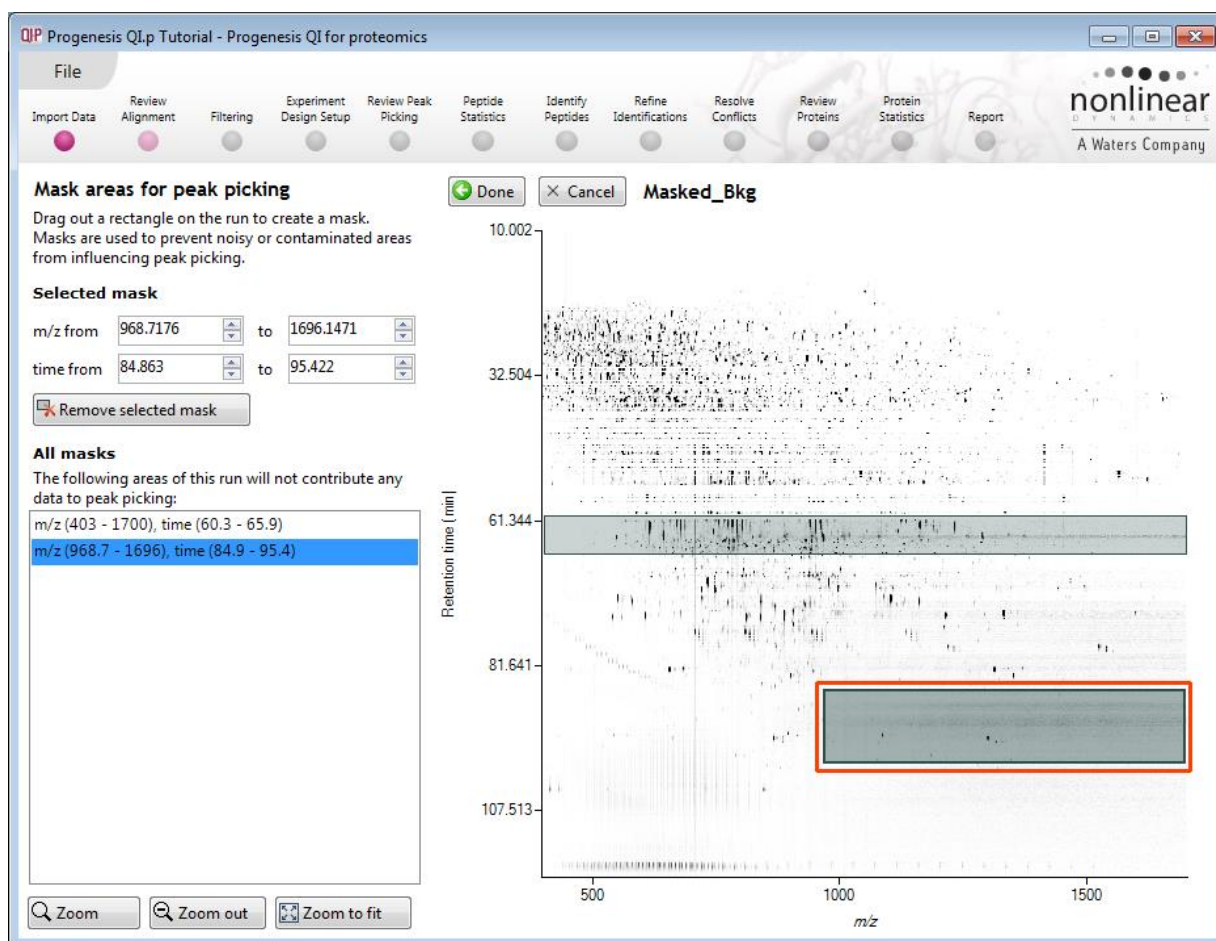 QIP Progenesis QI.p Tutorial - Progenesis QI for proteomics
File
Import Data
Review Alignment
Filtering
Experiment Design Setup
Review Peak Picking
Peptide Statistics
Identify Peptides
Refine Identifications
Resolve Conflicts
Review Proteins
Protein Statistics
Report
nonlinear
DYNAMICS
A Waters Company
Mask areas for peak picking
Drag out a rectangle on the run to create a mask.
Masks are used to prevent noisy or contaminated areas
from influencing peak picking.
Selected mask
m/z from 968.7176 to 1696.1471
time from 84.863 to 95.422
Remove selected mask
All masks
The following areas of this run will not contribute any
data to peak picking:
m/z (403 - 1700), time (60.3 - 65.9)
m/z (968.7 - 1696), time (84.9 - 95.4)
Zoom
Zoom out
Zoom to fit
Done
Cancel
Masked_Bkg
10.002
32.504
61.344
81.641
107.513
Retention time (min)
500
1000
1500
m/z